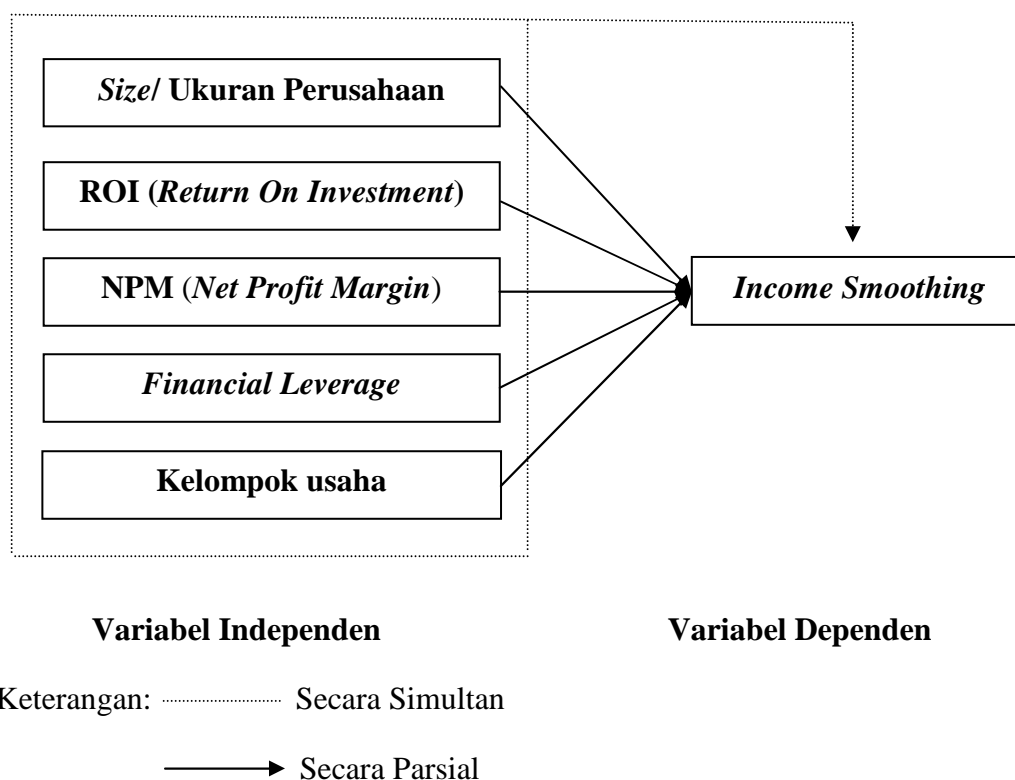 Size/ Ukuran Perusahaan
ROI (Return On Investment)
NPM (Net Profit Margin)
Income Smoothing
Financial Leverage
Kelompok usaha
Variabel Independen Variabel Dependen
Keterangan: Secara Simultan
Secara Parsial